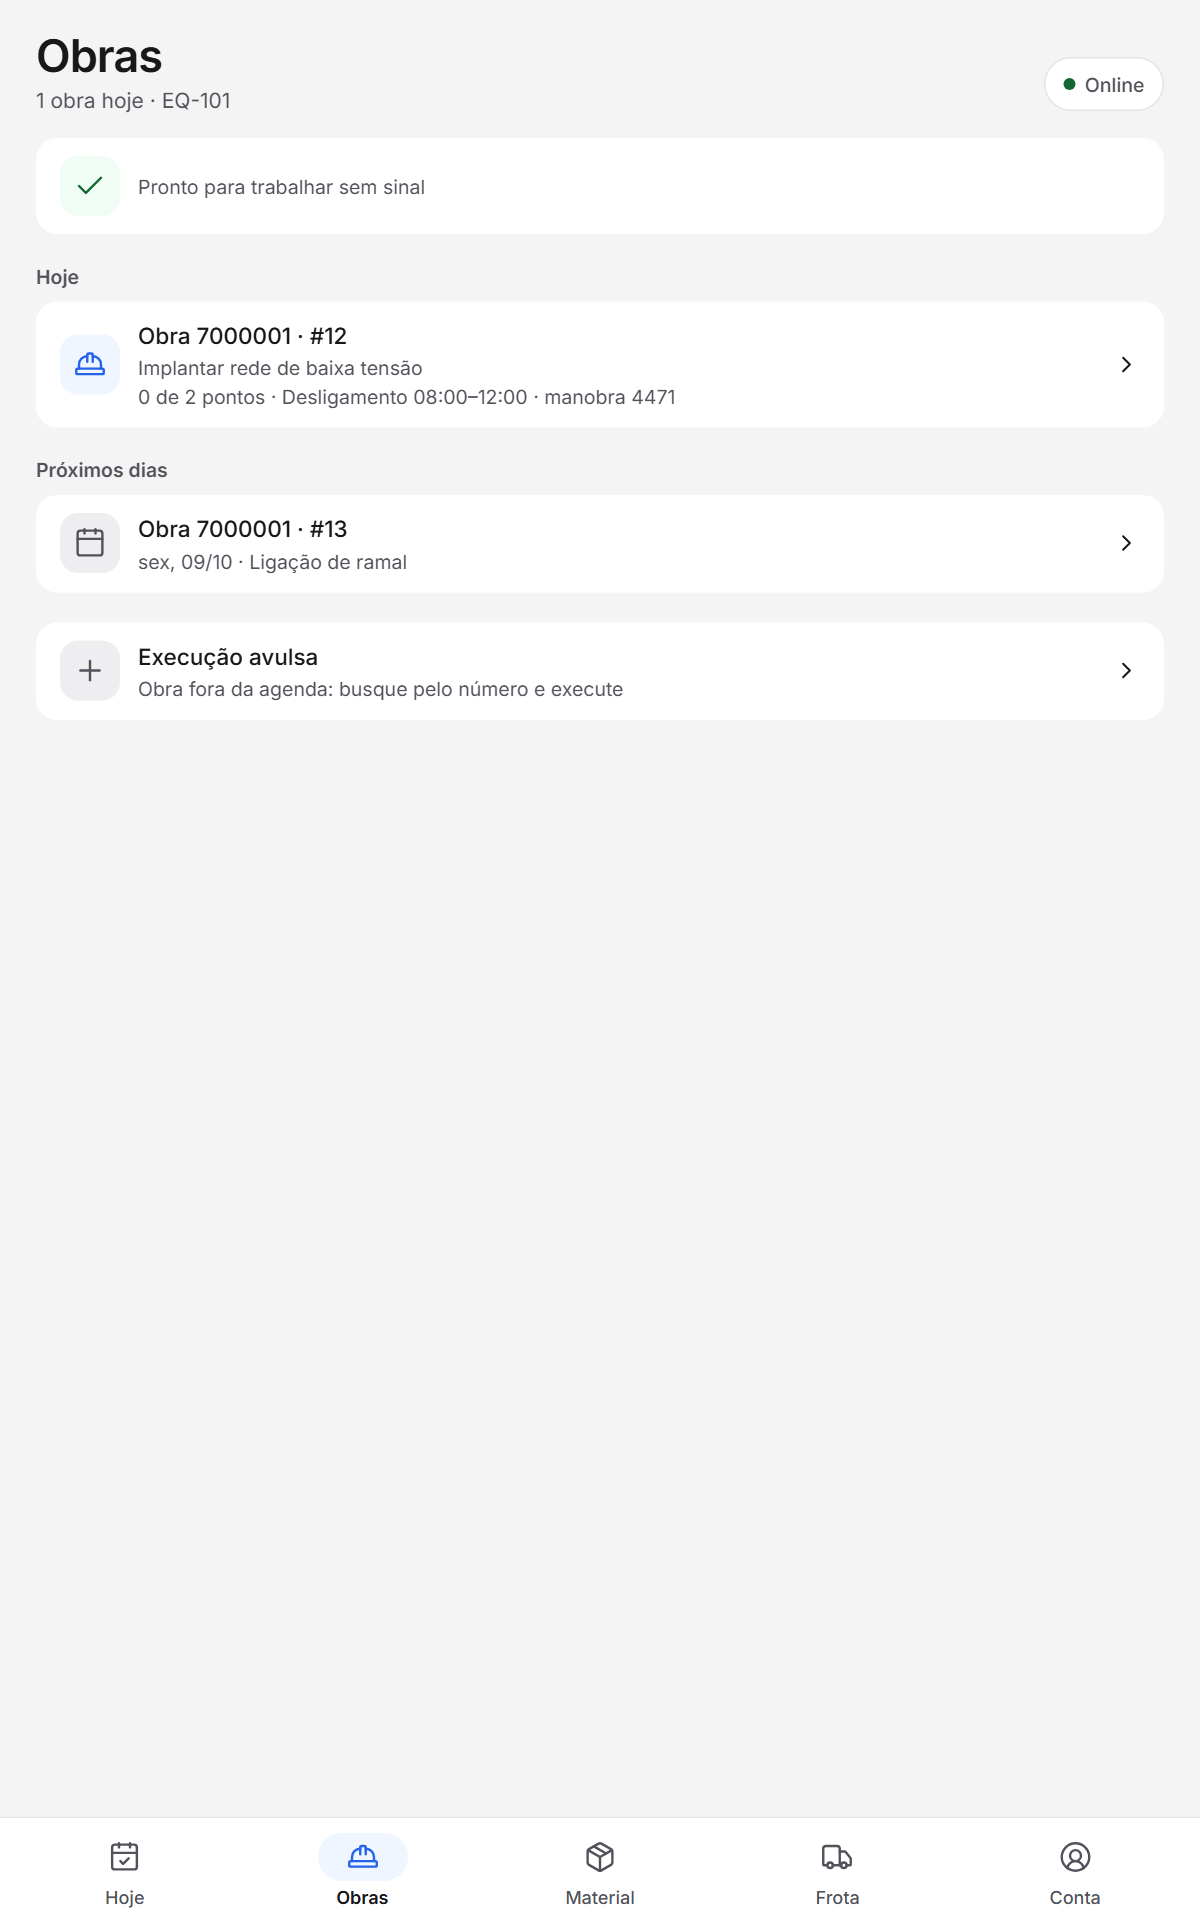 Obras
1 obra hoje · EQ-101
Online
Pronto para trabalhar sem sinal
Hoje
Obra 7000001 · #12
Implantar rede de baixa tensão
0 de 2 pontos · Desligamento 08:00–12:00 · manobra 4471
Próximos dias
Obra 7000001 · #13
sex, 09/10 · Ligação de ramal
Execução avulsa
Obra fora da agenda: busque pelo número e execute
Hoje
Obras
Material
Frota
Conta